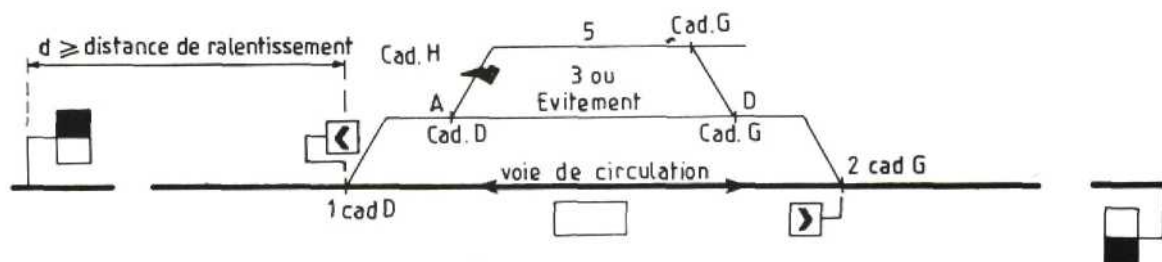 d ⩾ distance de ralentissement
Cad. H
5
Cad. G
3 ou
Evitement
A
Cad. D
D
Cad. G
voie de circulation
1 cad D
2 cad G